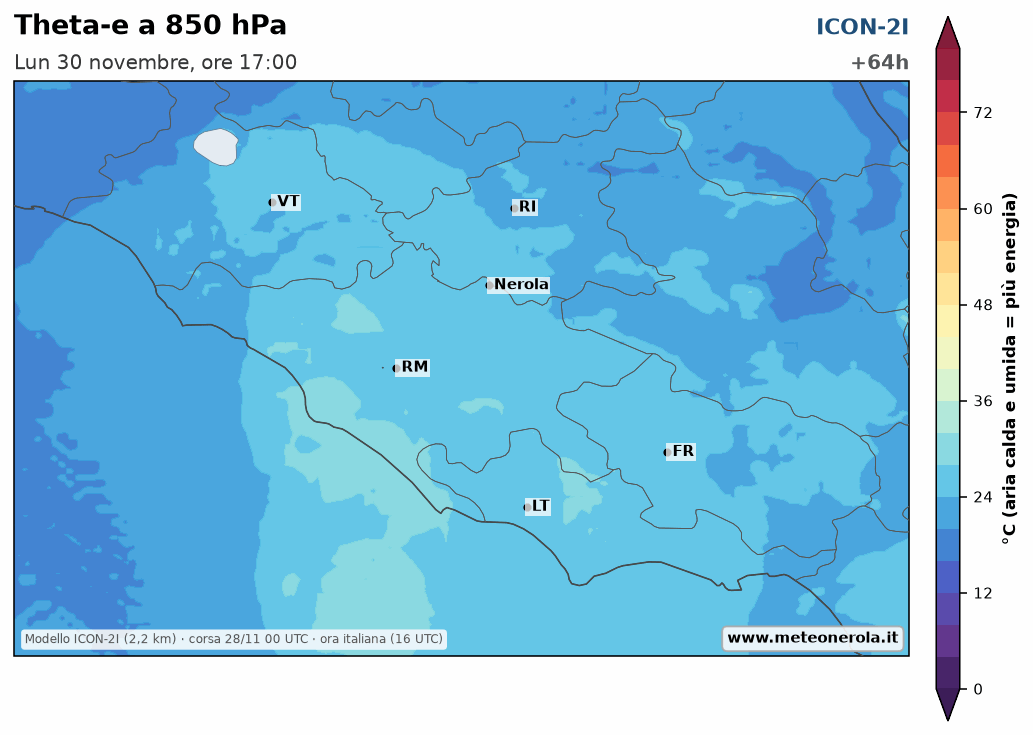 Theta-e a 850 hPa
ICON-2I
Lun 30 novembre, ore 17:00
+64h
VT
RI
Nerola
RM
FR
LT
Modello ICON-2I (2,2 km) · corsa 28/11 00 UTC · ora italiana (16 UTC)
www.meteonerola.it
72
60
48
36
24
12
0
°C (aria calda e umida = più energia)